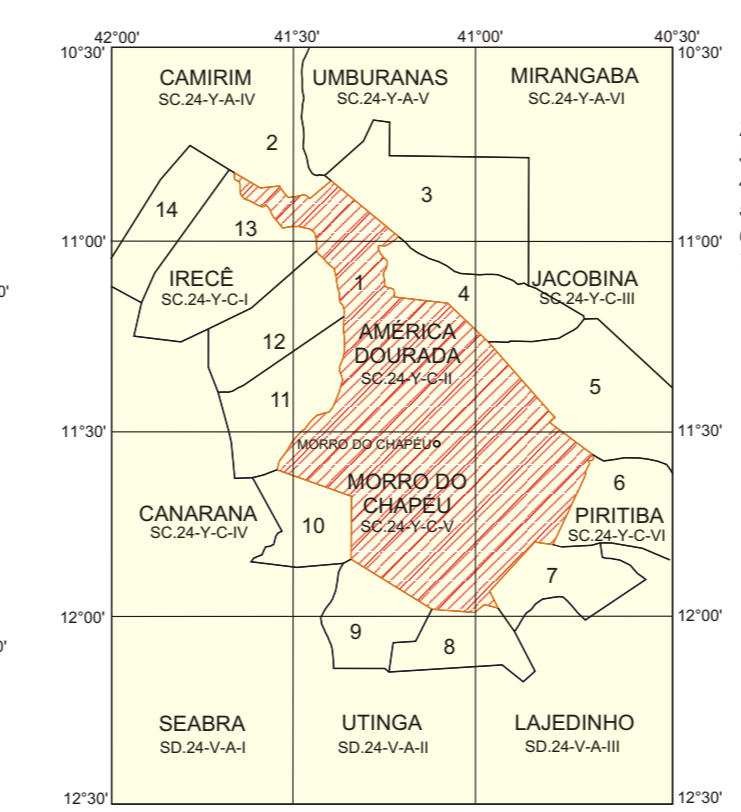 42°00'
41°30'
41°00'
40°30'
10°30'
10°30'
CAMIRIM
SC.24-Y-A-IV
UMBURANAS
SC.24-Y-A-V
MIRANGABA
SC.24-Y-A-VI
2
3
14
13
11°00'
11°00'
IRECÊ
SC.24-Y-C-I
1
4
JACOBINA
SC.24-Y-C-III
0'
12
AMÉRICA
DOURADA
SC.24-Y-C-II
5
11
11°30'
11°30'
MORRO DO CHAPÉU
MORRO DO
CHAPÉU
SC.24-Y-C-V
6
CANARANA
SC.24-Y-C-IV
10
PIRITIBA
SC.24-Y-C-VI
7
12°00'
12°00'
9
8
0'
SEABRA
SD.24-V-A-I
UTINGA
SD.24-V-A-II
LAJEDINHO
SD.24-V-A-III
12°30'
12°30'